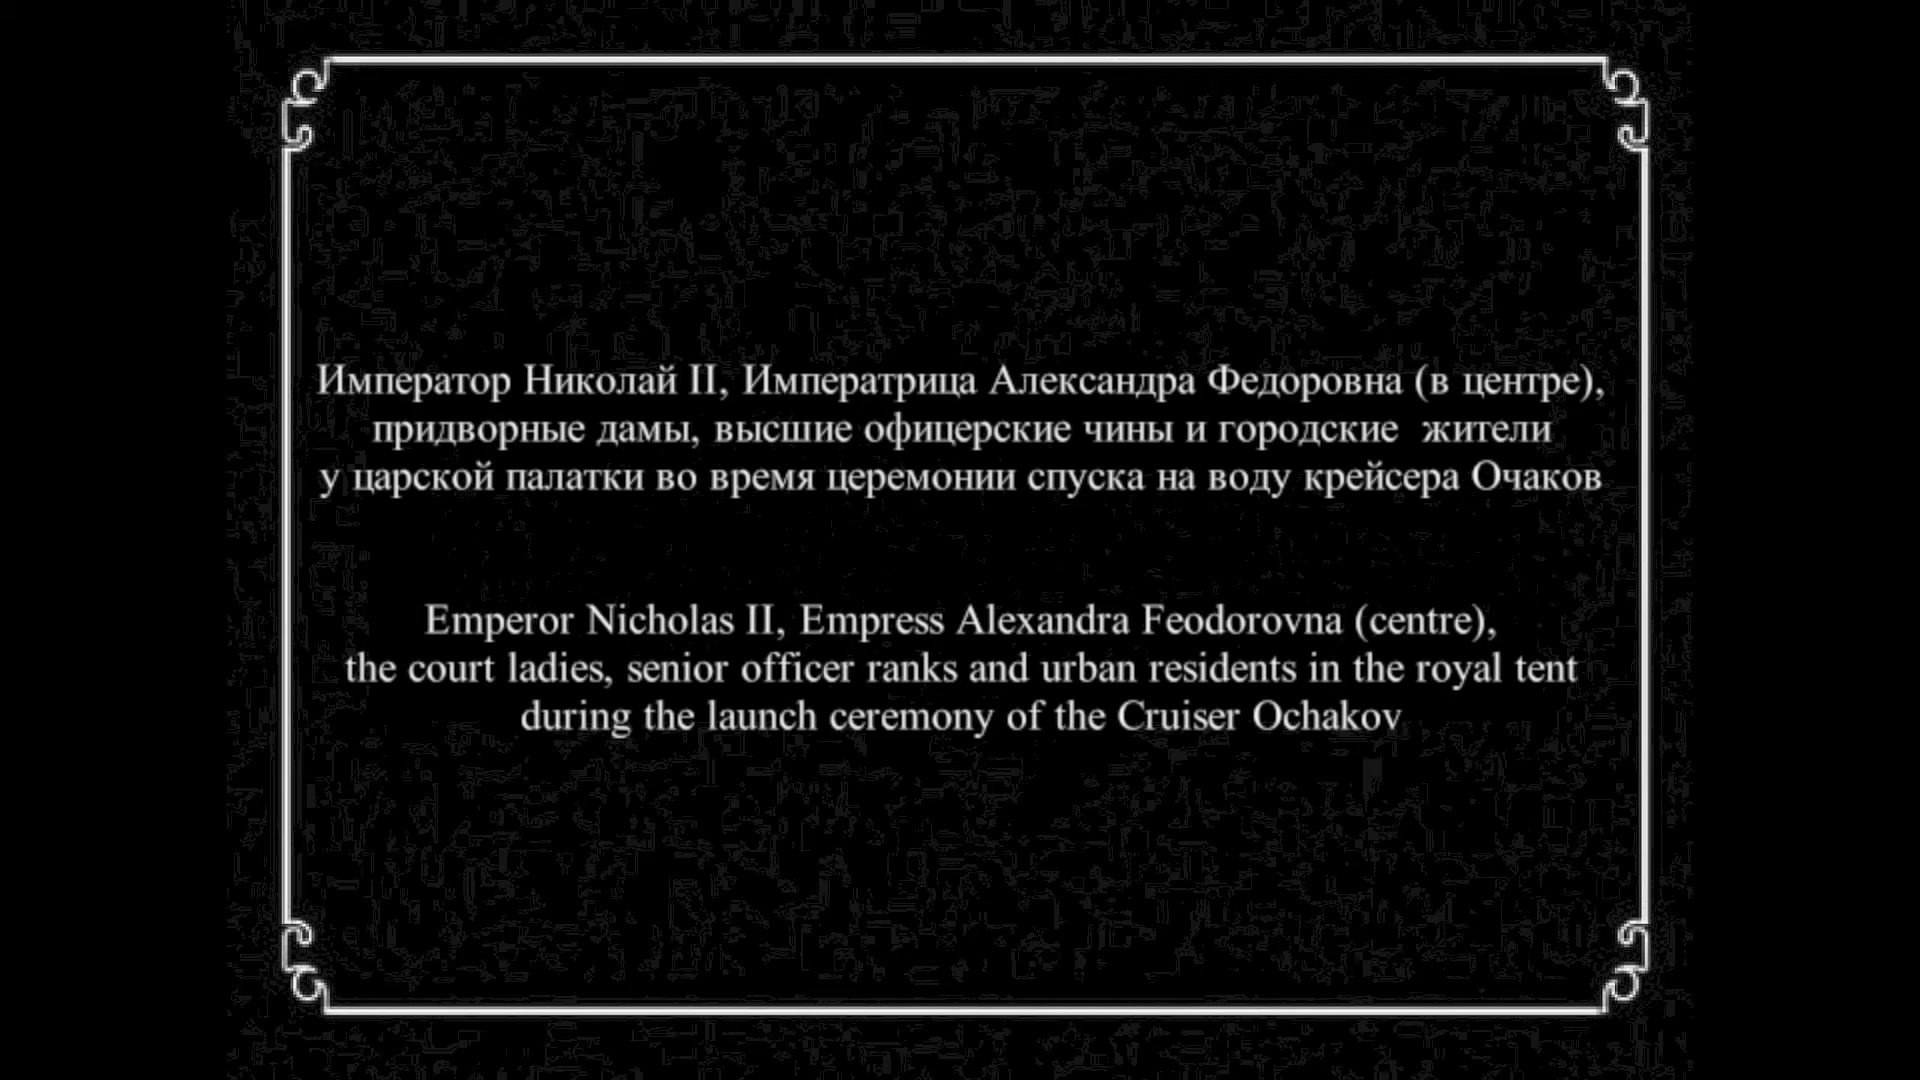 Император Николай II, Императрица Александра Федоровна (в центре),
придворные дамы, высшие офицерские чины и городские жители
у царской палатки во время церемонии спуска на воду крейсера Очаков
Emperor Nicholas II, Empress Alexandra Feodorovna (centre),
the court ladies, senior officer ranks and urban residents in the royal tent
during the launch ceremony of the Cruiser Ochakov